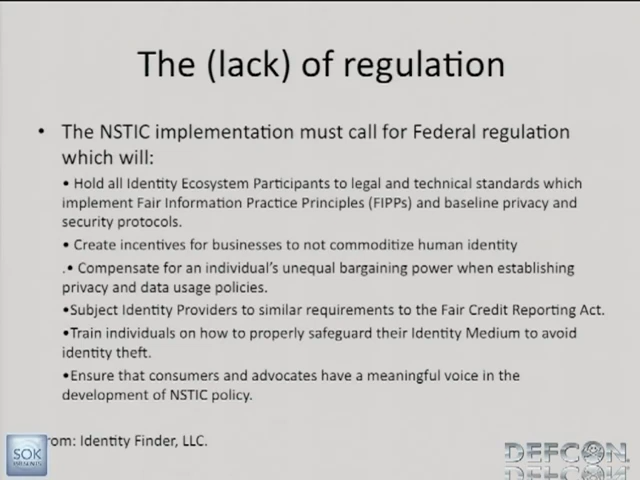 The (lack) of regulation
• The NSTIC implementation must call for Federal regulation
which will:
• Hold all Identity Ecosystem Participants to legal and technical standards which
implement Fair Information Practice Principles (FIPPs) and baseline privacy and
security protocols.
• Create incentives for businesses to not commoditize human identity
.• Compensate for an individual's unequal bargaining power when establishing
privacy and data usage policies.
•Subject Identity Providers to similar requirements to the Fair Credit Reporting Act.
•Train individuals on how to properly safeguard their Identity Medium to avoid
identity theft.
•Ensure that consumers and advocates have a meaningful voice in the
development of NSTIC policy.
rom: Identity Finder, LLC.
SOK
DEFCON